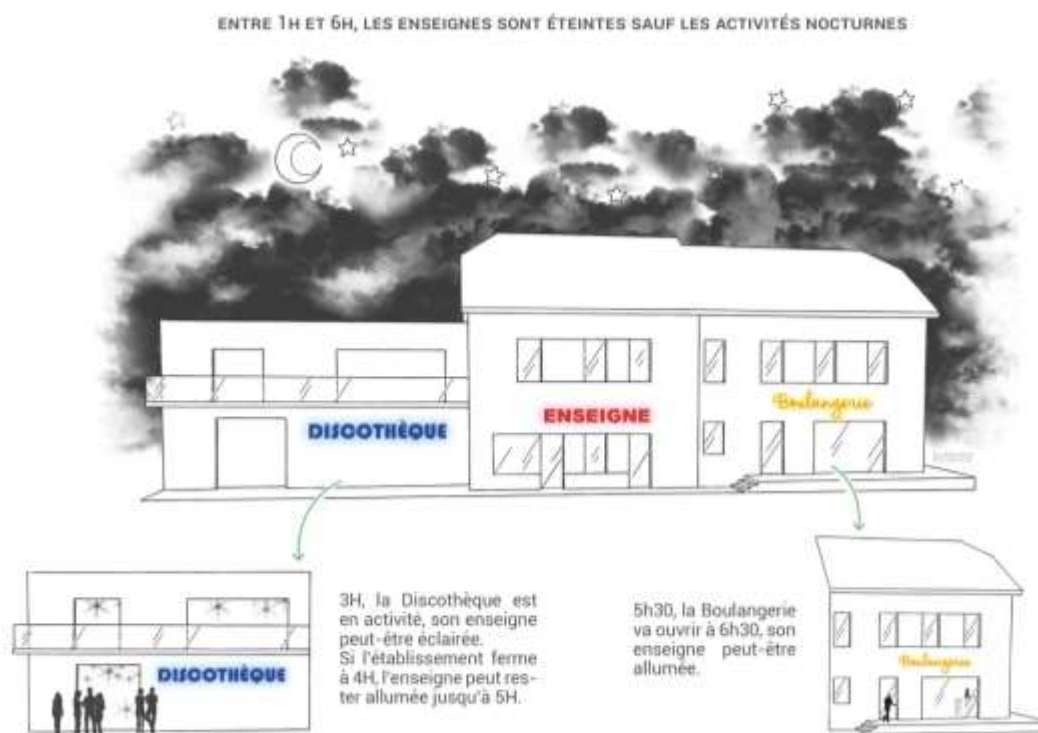 ENTRE 1H ET 6H, LES ENSEIGNES SONT ÉTEINTES SAUF LES ACTIVITÉS NOCTURNES
DISCOTHÈQUE
ENSEIGNE
Boulangerie
3H, la Discothèque est
en activité, son enseigne
peut-être éclairée.
Si l'établissement ferme
à 4H, l'enseigne peut res-
ter allumée jusqu'à 5H.
DISCOTHÈQUE
5h30, la Boulangerie
va ouvrir à 6h30, son
enseigne peut-être
allumée.
Boulangerie